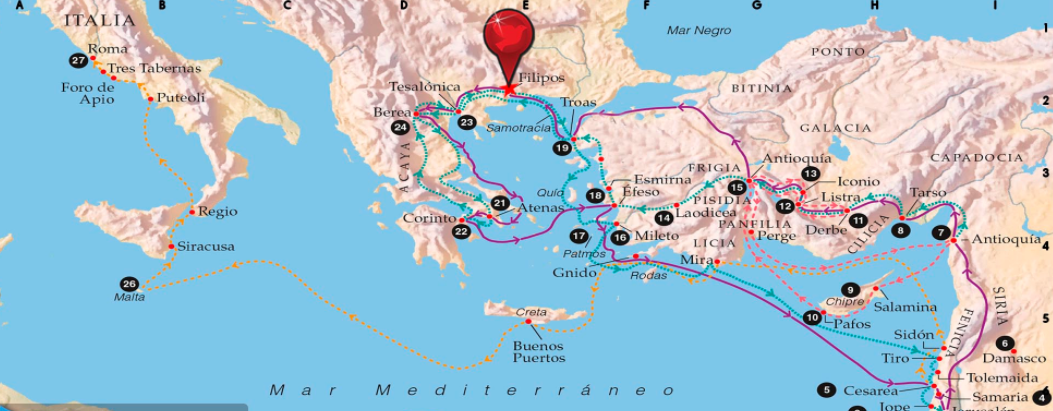 A B C D E F G H I
ITALIA
Mar Negro
1
Roma
27
Tres Tabernas
Foro de
Apio
Puteoli
PONTO
Filipos
Tesalónica
BITINIA
Troas
2
Berea
23
Samotracia
24
19
GALACIA
ACAYA
CAPADOCIA
3
Antioquía
FRIGIA
13
Esmirna
Iconio
15
Quío
18
Efeso
PISIDIA
12
Listra
Tarso
21
Atenas
14
Laodicea
Regio
Corinto
22
PANFILIA
Perge
Derbe
11
CILICIA
8
7
Antioquía
17
16
Mileto
LICIA
4
Siracusa
Patmos
Mira
Gnido
Rodas
26
Malta
9
Chipre
Salamina
SIRIA
Creta
10
Pafos
5
FENICIA
Buenos
Puertos
Sidón
6
Tiro
Damasco
Tolemaida
Mar Mediterráneo
5
Cesarea
Samaria
4
Jope